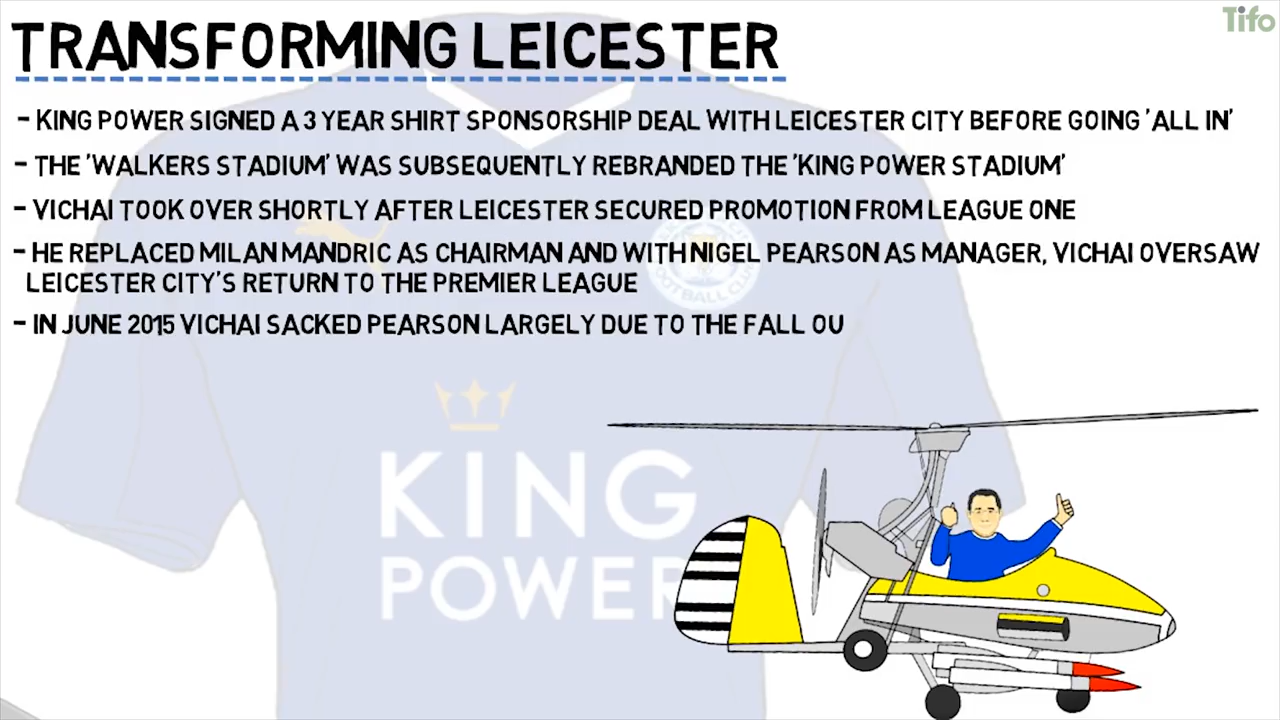 Tifo
TRANSFORMING LEICESTER
- KING POWER SIGNED A 3 YEAR SHIRT SPONSORSHIP DEAL WITH LEICESTER CITY BEFORE GOING 'ALL IN'
- THE 'WALKERS STADIUM' WAS SUBSEQUENTLY REBRANDED THE 'KING POWER STADIUM'
- VICHAI TOOK OVER SHORTLY AFTER LEICESTER SECURED PROMOTION FROM LEAGUE ONE
- HE REPLACED MILAN MANDRIC AS CHAIRMAN AND WITH NIGEL PEARSON AS MANAGER, VICHAI OVERSAW
LEICESTER CITY'S RETURN TO THE PREMIER LEAGUE
- IN JUNE 2015 VICHAI SACKED PEARSON LARGELY DUE TO THE FALL OU
KING
POWER